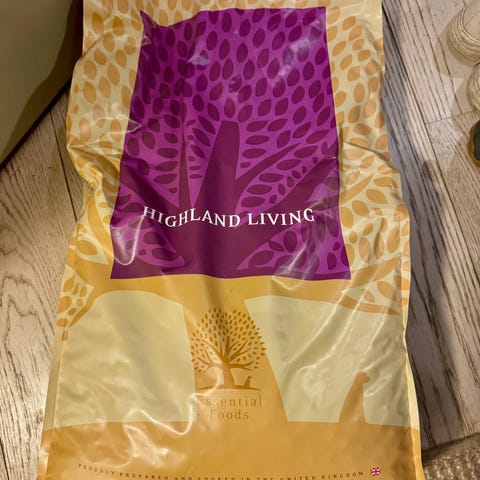 HIGHLAND LIVING
Essential
Foods
PROUDLY PREPARED AND COOKED IN THE UNITED KINGDOM